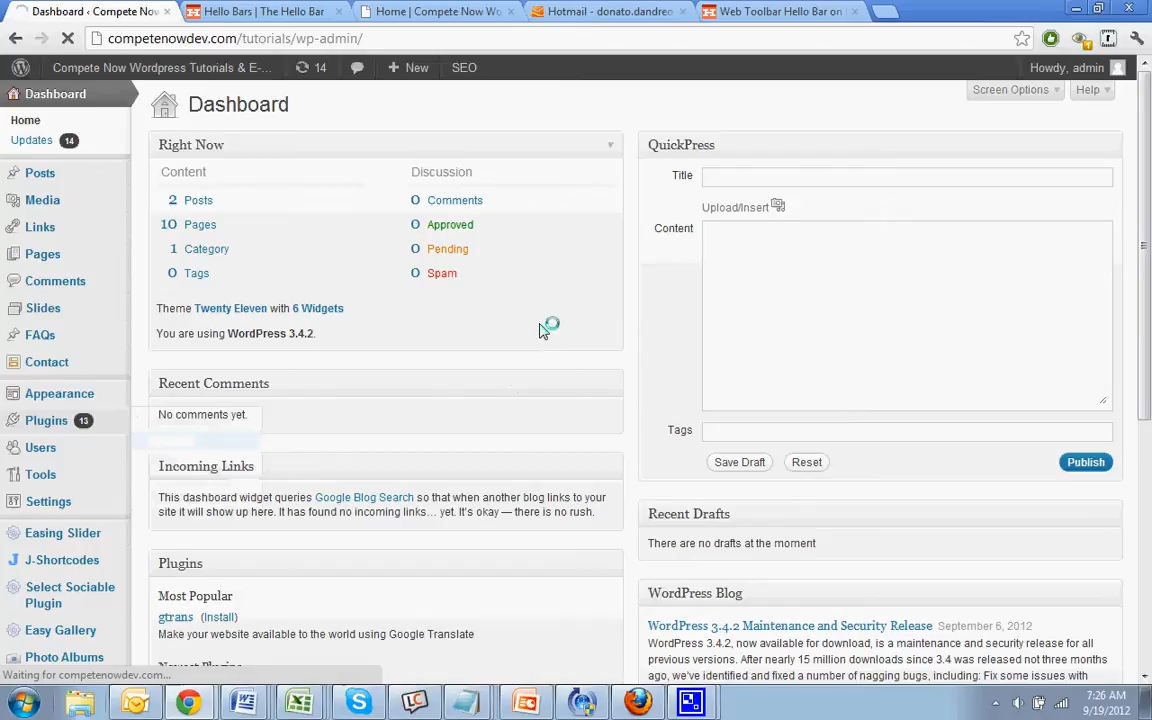 Dashboard ‹ Compete Now
Hello Bars | The Hello Bar
Home | Compete Now Wo
Hotmail - donato.dandreo
Web Toolbar Hello Bar on
competenowdev.com/tutorials/wp-admin/
Compete Now Wordpress Tutorials & E-...
14
New
SEO
Howdy, admin
Dashboard
Home
Updates 14
Posts
Media
Links
Pages
Comments
Slides
FAQs
Contact
Appearance
Plugins 13
Users
Tools
Settings
Easing Slider
J-Shortcodes
Select Sociable
Plugin
Easy Gallery
Photo Albums
Dashboard
Screen Options
Help
Right Now
Content
Discussion
2 Posts
0 Comments
10 Pages
0 Approved
1 Category
0 Pending
0 Tags
0 Spam
Theme Twenty Eleven with 6 Widgets
You are using WordPress 3.4.2.
Recent Comments
No comments yet.
Incoming Links
This dashboard widget queries Google Blog Search so that when another blog links to your
site it will show up here. It has found no incoming links… yet. It's okay — there is no rush.
Plugins
Most Popular
gtrans (Install)
Make your website available to the world using Google Translate
Newest Plugins
QuickPress
Title
Upload/Insert
Content
Tags
Save Draft
Reset
Publish
Recent Drafts
There are no drafts at the moment
WordPress Blog
WordPress 3.4.2 Maintenance and Security Release September 6, 2012
WordPress 3.4.2, now available for download, is a maintenance and security release for all
previous versions. After nearly 15 million downloads since 3.4 was released not three months
ago, we've identified and fixed a number of nagging bugs, including: Fix some issues with
Waiting for competenowdev.com...
7:26 AM
9/19/2012